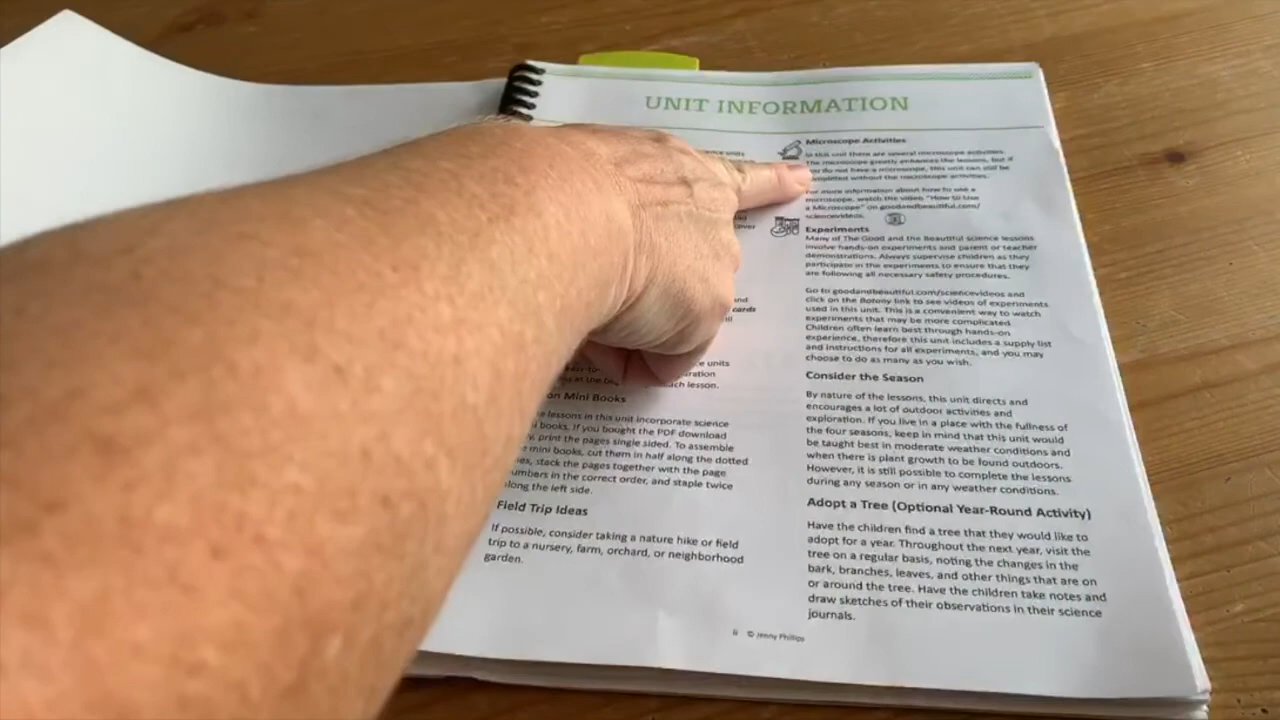 UNIT INFORMATION
science units
cover
and
cards
science units
at the beginning of each lesson.
on Mini Books
lessons in this unit incorporate science
books. If you bought the PDF download
print the pages single sided. To assemble
mini books, cut them in half along the dotted
stack the pages together with the page
numbers in the correct order, and staple twice
along the left side.
Field Trip Ideas
If possible, consider taking a nature hike or field
trip to a nursery, farm, orchard, or neighborhood
garden.
Microscope Activities
In this unit there are several microscope activities.
The microscope greatly enhances the lessons, but if
you do not have a microscope, this unit can still be
completed without the microscope activities.
For more information about how to use a
microscope, watch the video "How to Use
a Microscope" on goodandbeautiful.com/
sciencevideos.
Experiments
Many of The Good and the Beautiful science lessons
involve hands-on experiments and parent or teacher
demonstrations. Always supervise children as they
participate in the experiments to ensure that they
are following all necessary safety procedures.
Go to goodandbeautiful.com/sciencevideos and
click on the Botany link to see videos of experiments
used in this unit. This is a convenient way to watch
experiments that may be more complicated.
Children often learn best through hands-on
experience, therefore this unit includes a supply list
and instructions for all experiments, and you may
choose to do as many as you wish.
Consider the Season
By nature of the lessons, this unit directs and
encourages a lot of outdoor activities and
exploration. If you live in a place with the fullness of
the four seasons, keep in mind that this unit would
be taught best in moderate weather conditions and
when there is plant growth to be found outdoors.
However, it is still possible to complete the lessons
during any season or in any weather conditions.
Adopt a Tree (Optional Year-Round Activity)
Have the children find a tree that they would like to
adopt for a year. Throughout the next year, visit the
tree on a regular basis, noting the changes in the
bark, branches, leaves, and other things that are on
or around the tree. Have the children take notes and
draw sketches of their observations in their science
journals.
ii © Jenny Phillips